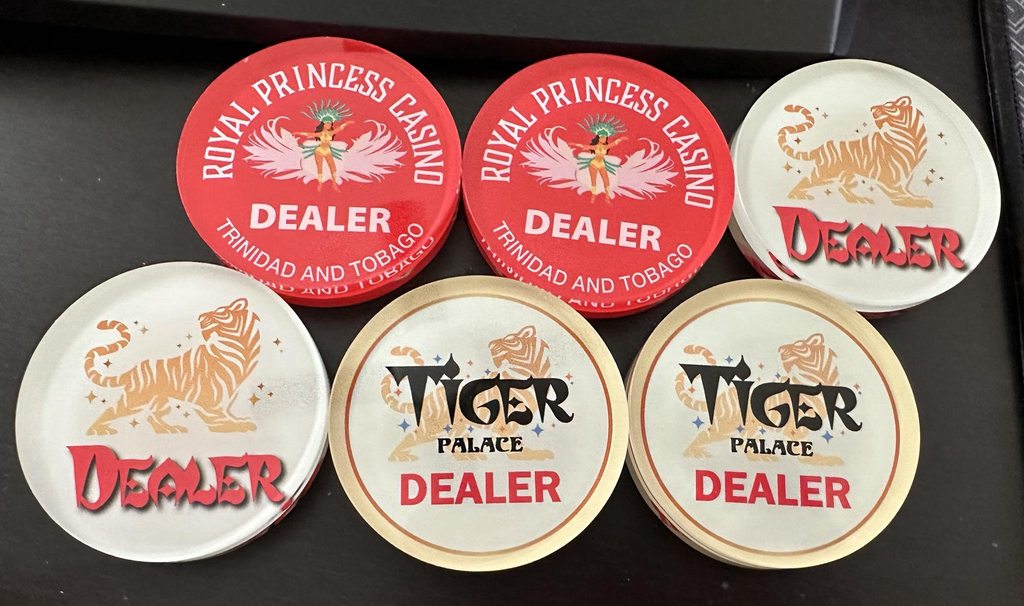 ROYAL PRINCESS CASINO
DEALER
TRINIDAD AND TOBAGO
ROYAL PRINCESS CASINO
DEALER
TRINIDAD AND TOBAGO
DEALER
DEALER
TIGER
PALACE
DEALER
TIGER
PALACE
DEALER